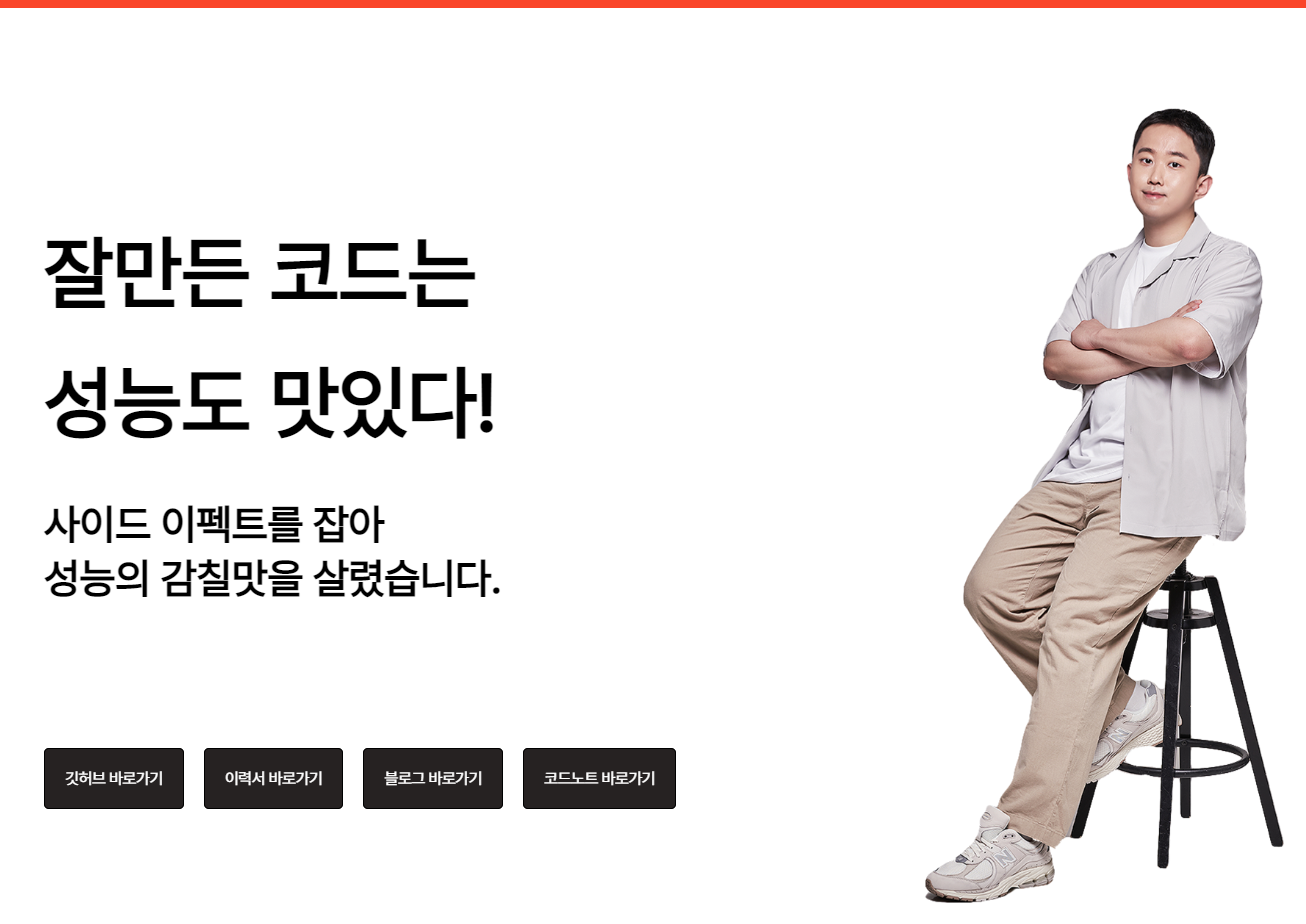 잘만든 코드는
성능도 맛있다!
사이드 이펙트를 잡아
성능의 감칠맛을 살렸습니다.
깃허브 바로가기
이력서 바로가기
블로그 바로가기
코드노트 바로가기
N
N